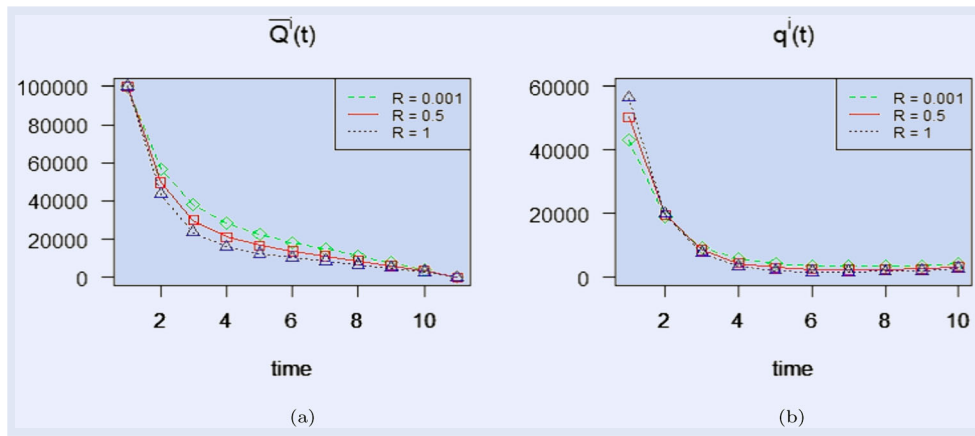 Q̅ⁱ(t)
100000
80000
60000
40000
20000
0
R = 0.001
R = 0.5
R = 1
2 4 6 8 10
time
(a)
qⁱ(t)
60000
40000
20000
0
R = 0.001
R = 0.5
R = 1
2 4 6 8 10
time
(b)